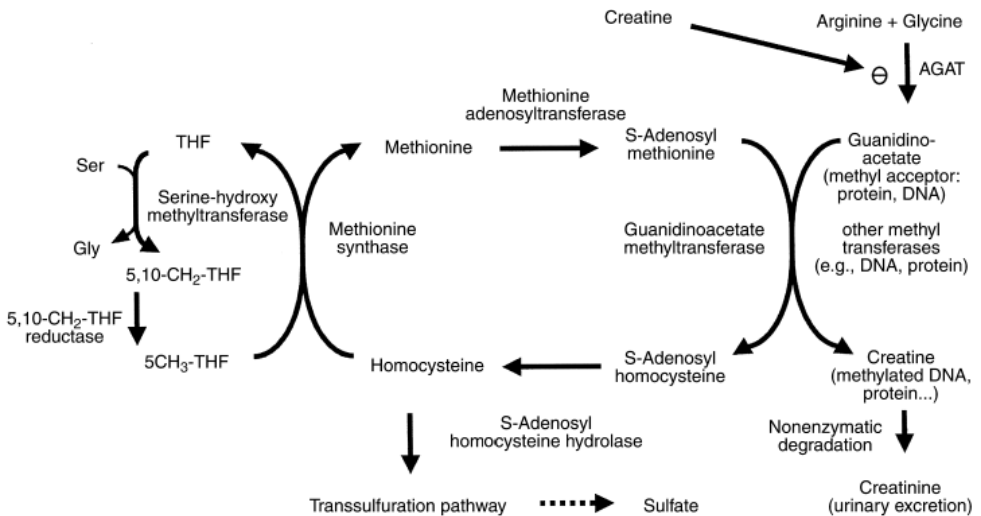 Creatine
Arginine + Glycine
⊖
AGAT
Methionine
adenosyltransferase
THF
Methionine
S-Adenosyl
methionine
Guanidino-
acetate
(methyl acceptor:
protein, DNA)
Ser
Serine-hydroxy
methyltransferase
Methionine
synthase
Guanidinoacetate
methyltransferase
other methyl
transferases
(e.g., DNA, protein)
Gly
5,10-CH₂-THF
5,10-CH₂-THF
reductase
5CH₃-THF
Homocysteine
S-Adenosyl
homocysteine
Creatine
(methylated DNA,
protein...)
S-Adenosyl
homocysteine hydrolase
Nonenzymatic
degradation
Transsulfuration pathway
Sulfate
Creatinine
(urinary excretion)